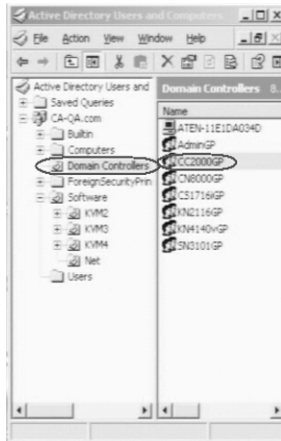 Active Directory Users and Computers
File Action View Window Help
Active Directory Users and
Saved Queries
CA-QA.com
Builtin
Computers
Domain Controllers
ForeignSecurityPrin
Software
KVM2
KVM3
KVM4
Net
Users
Domain Controllers 8
Name
ATEN-11E1DA034D
AdminGP
CC2000GP
CN8000GP
CS1716iGP
KN2116GP
KN4140vGP
SN3101GP